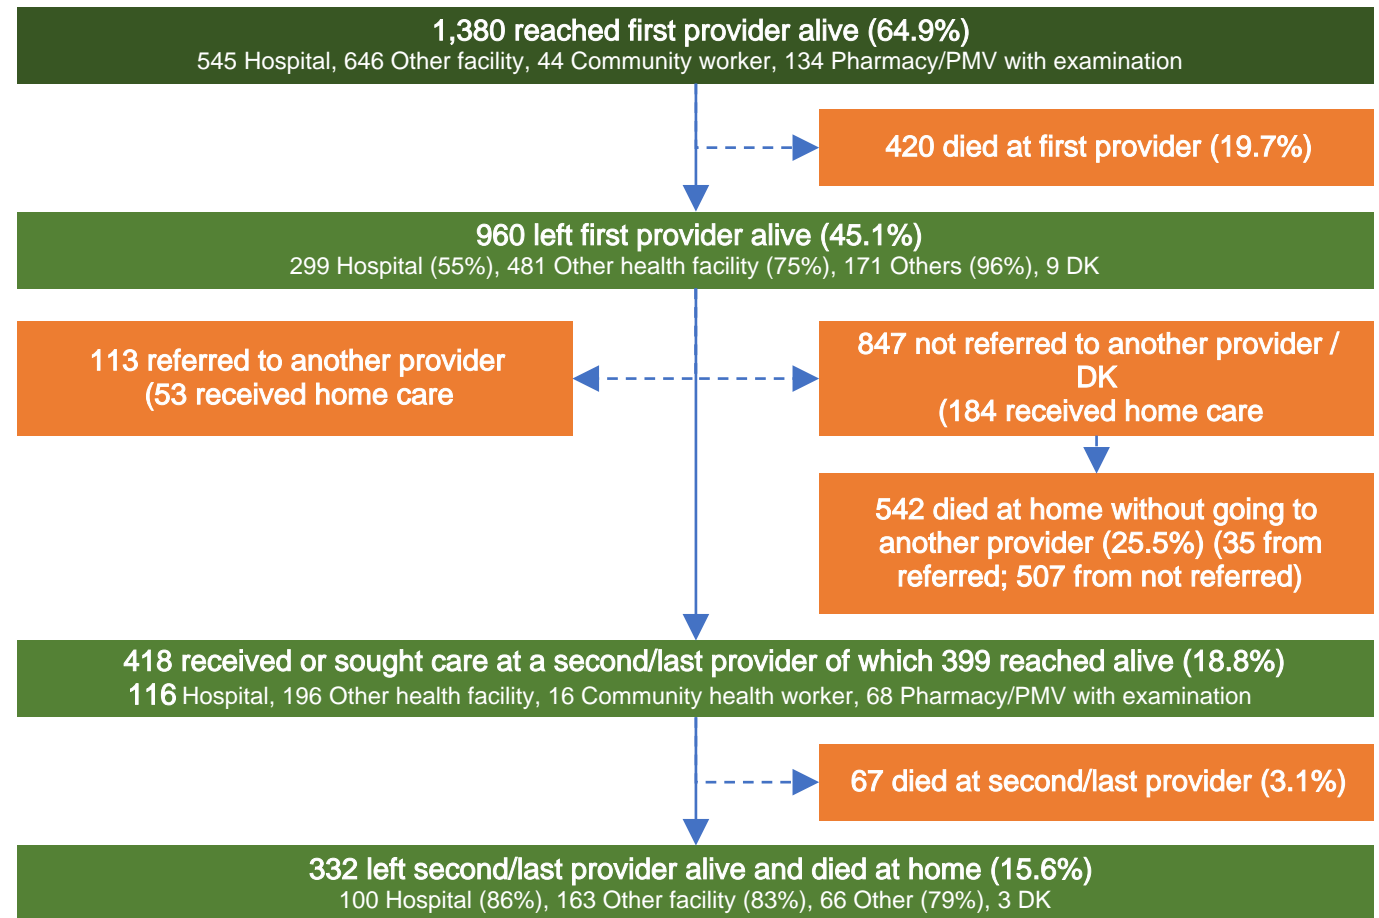 1,380 reached first provider alive (64.9%)
545 Hospital, 646 Other facility, 44 Community worker, 134 Pharmacy/PMV with examination
420 died at first provider (19.7%)
960 left first provider alive (45.1%)
299 Hospital (55%), 481 Other health facility (75%), 171 Others (96%), 9 DK
113 referred to another provider
(53 received home care
847 not referred to another provider /
DK
(184 received home care
542 died at home without going to
another provider (25.5%) (35 from
referred; 507 from not referred)
418 received or sought care at a second/last provider of which 399 reached alive (18.8%)
116 Hospital, 196 Other health facility, 16 Community health worker, 68 Pharmacy/PMV with examination
67 died at second/last provider (3.1%)
332 left second/last provider alive and died at home (15.6%)
100 Hospital (86%), 163 Other facility (83%), 66 Other (79%), 3 DK